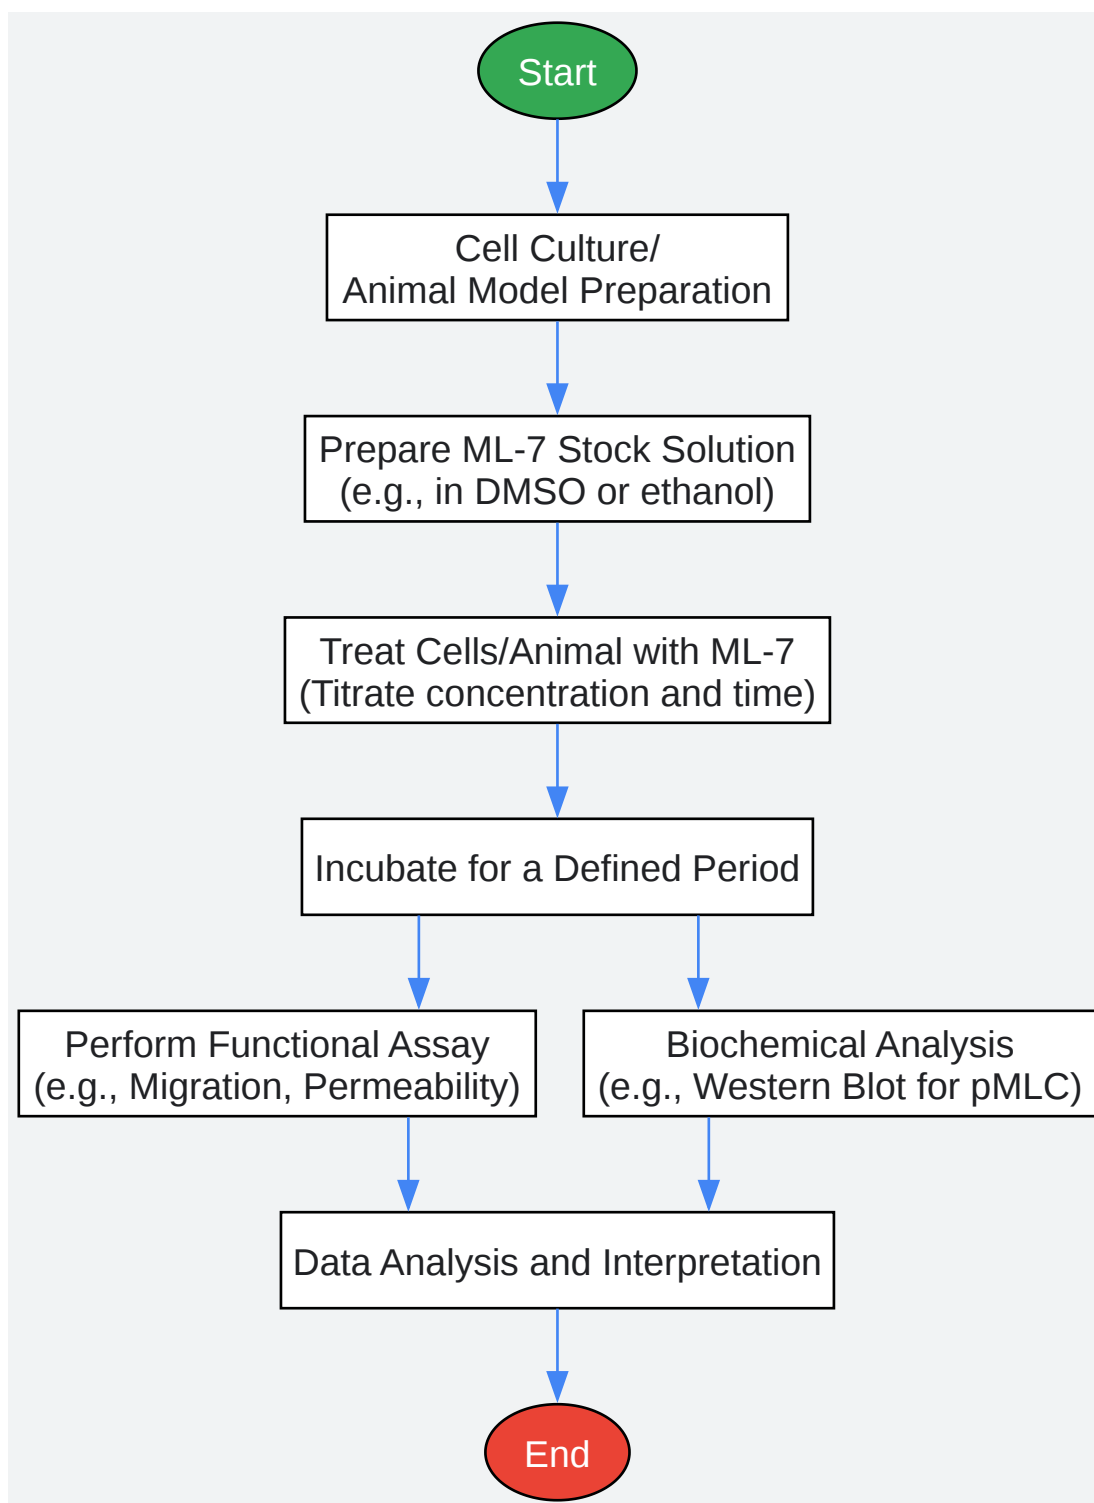 Start
Cell Culture/
Animal Model Preparation
Prepare ML-7 Stock Solution
(e.g., in DMSO or ethanol)
Treat Cells/Animal with ML-7
(Titrate concentration and time)
Incubate for a Defined Period
Perform Functional Assay
(e.g., Migration, Permeability)
Biochemical Analysis
(e.g., Western Blot for pMLC)
Data Analysis and Interpretation
End